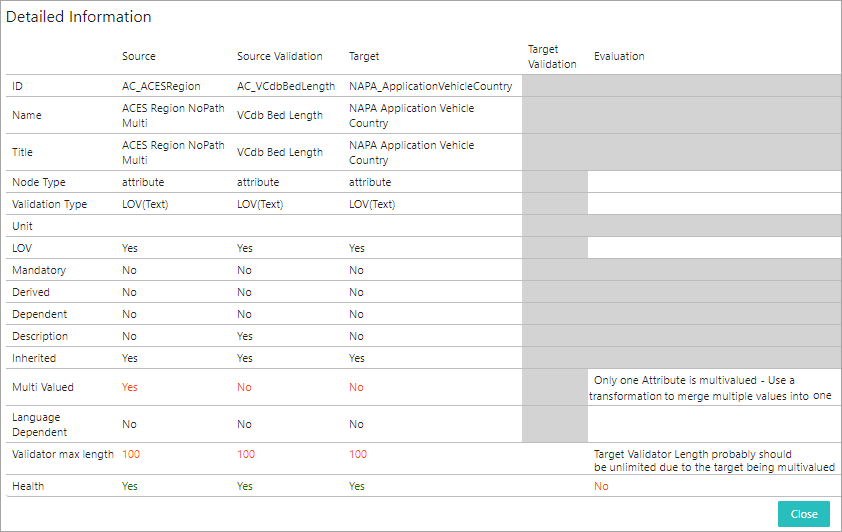 Detailed Information
Source Source Validation Target Target Validation Evaluation
ID AC_ACESRegion AC_VCdbBedLength NAPA_ApplicationVehicleCountry
Name ACES Region NoPath Multi VCdb Bed Length NAPA Application Vehicle Country
Title ACES Region NoPath Multi VCdb Bed Length NAPA Application Vehicle Country
Node Type attribute attribute attribute
Validation Type LOV(Text) LOV(Text) LOV(Text)
Unit
LOV Yes Yes Yes
Mandatory No No No
Derived No No No
Dependent No No No
Description No Yes No
Inherited Yes Yes Yes
Multi Valued Yes No No Only one Attribute is multivalued - Use a
transformation to merge multiple values into one
Language Dependent No No No
Validator max length 100 100 100 Target Validator Length probably should
be unlimited due to the target being multivalued
Health Yes Yes Yes No
Close